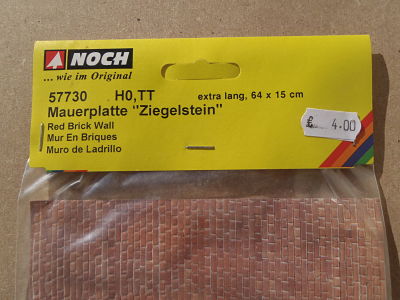 NOCH
... wie im Original
57730 H0,TT extra lang, 64 x 15 cm
Mauerplatte "Ziegelstein"
Red Brick Wall
Mur En Briques
Muro de Ladrillo
£ 4.00